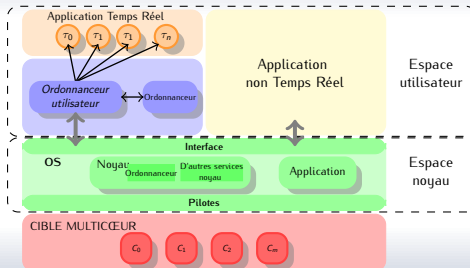 Application Temps Réel
τ0 τ1 τ1 τn
Ordonnanceur
utilisateur
Ordonnanceur
Application
non Temps Réel
Espace
utilisateur
Interface
OS
Noyau
Ordonnanceur
D'autres services
noyau
Application
Espace
noyau
Pilotes
CIBLE MULTICŒUR
C0 C1 C2 Cm